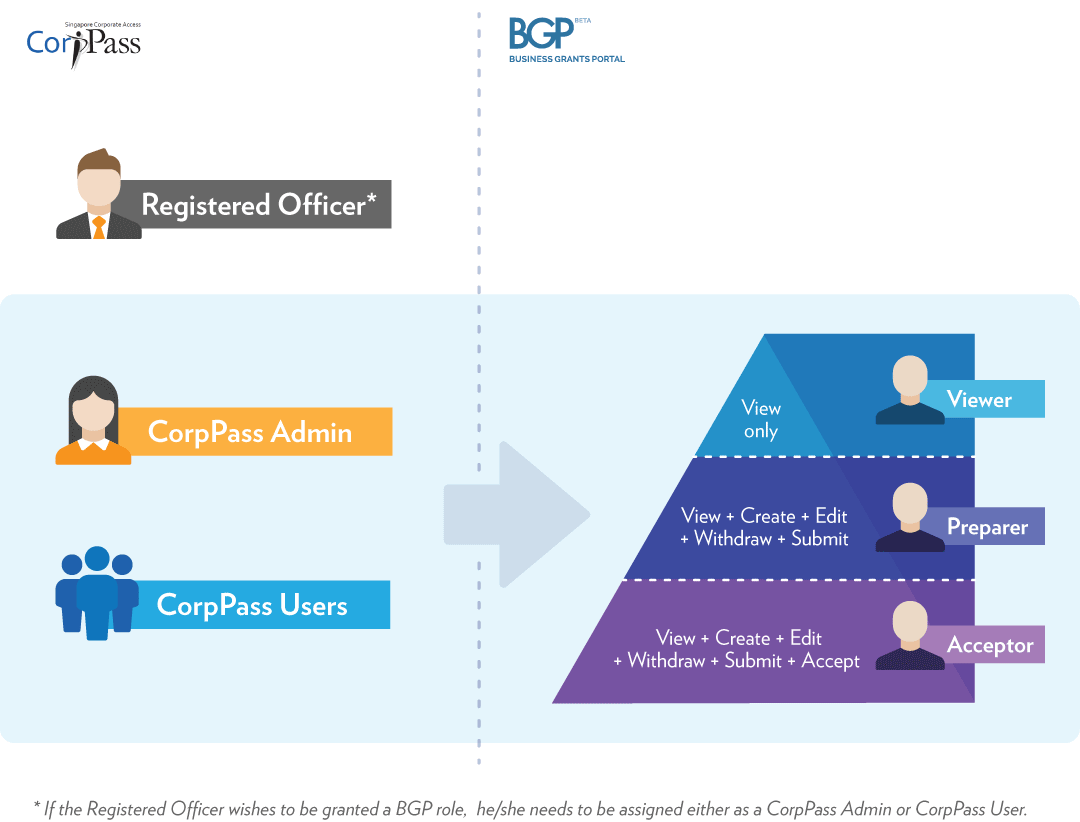 Singapore Corporate Access
CorpPass
BGP BETA
BUSINESS GRANTS PORTAL
Registered Officer*
CorpPass Admin
CorpPass Users
View
only
Viewer
View + Create + Edit
+ Withdraw + Submit
Preparer
View + Create + Edit
+ Withdraw + Submit + Accept
Acceptor
* If the Registered Officer wishes to be granted a BGP role, he/she needs to be assigned either as a CorpPass Admin or CorpPass User.